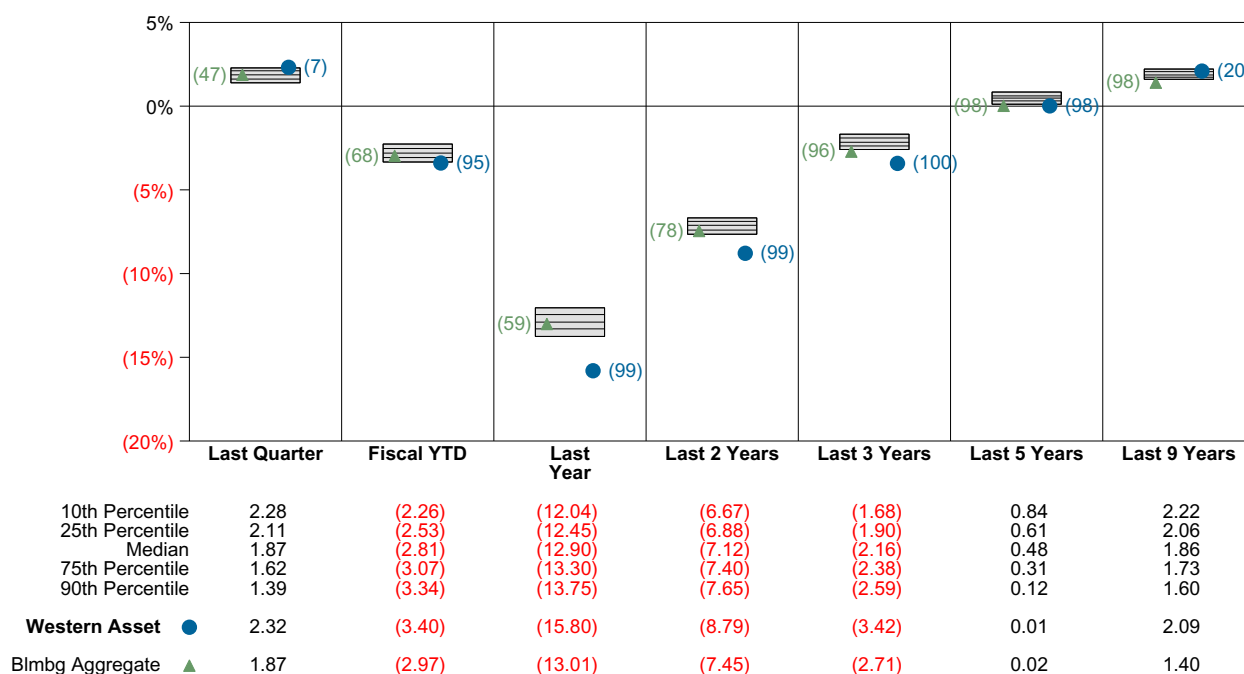 5%
0%
(5%)
(10%)
(15%)
(20%)
(47) (7)
(68) (95)
(59) (99)
(78) (99)
(96) (100)
(98) (98)
(98) (20
Last Quarter Fiscal YTD Last Year Last 2 Years Last 3 Years Last 5 Years Last 9 Years
10th Percentile 2.28 (2.26) (12.04) (6.67) (1.68) 0.84 2.22
25th Percentile 2.11 (2.53) (12.45) (6.88) (1.90) 0.61 2.06
Median 1.87 (2.81) (12.90) (7.12) (2.16) 0.48 1.86
75th Percentile 1.62 (3.07) (13.30) (7.40) (2.38) 0.31 1.73
90th Percentile 1.39 (3.34) (13.75) (7.65) (2.59) 0.12 1.60
Western Asset 2.32 (3.40) (15.80) (8.79) (3.42) 0.01 2.09
Blmbg Aggregate 1.87 (2.97) (13.01) (7.45) (2.71) 0.02 1.40